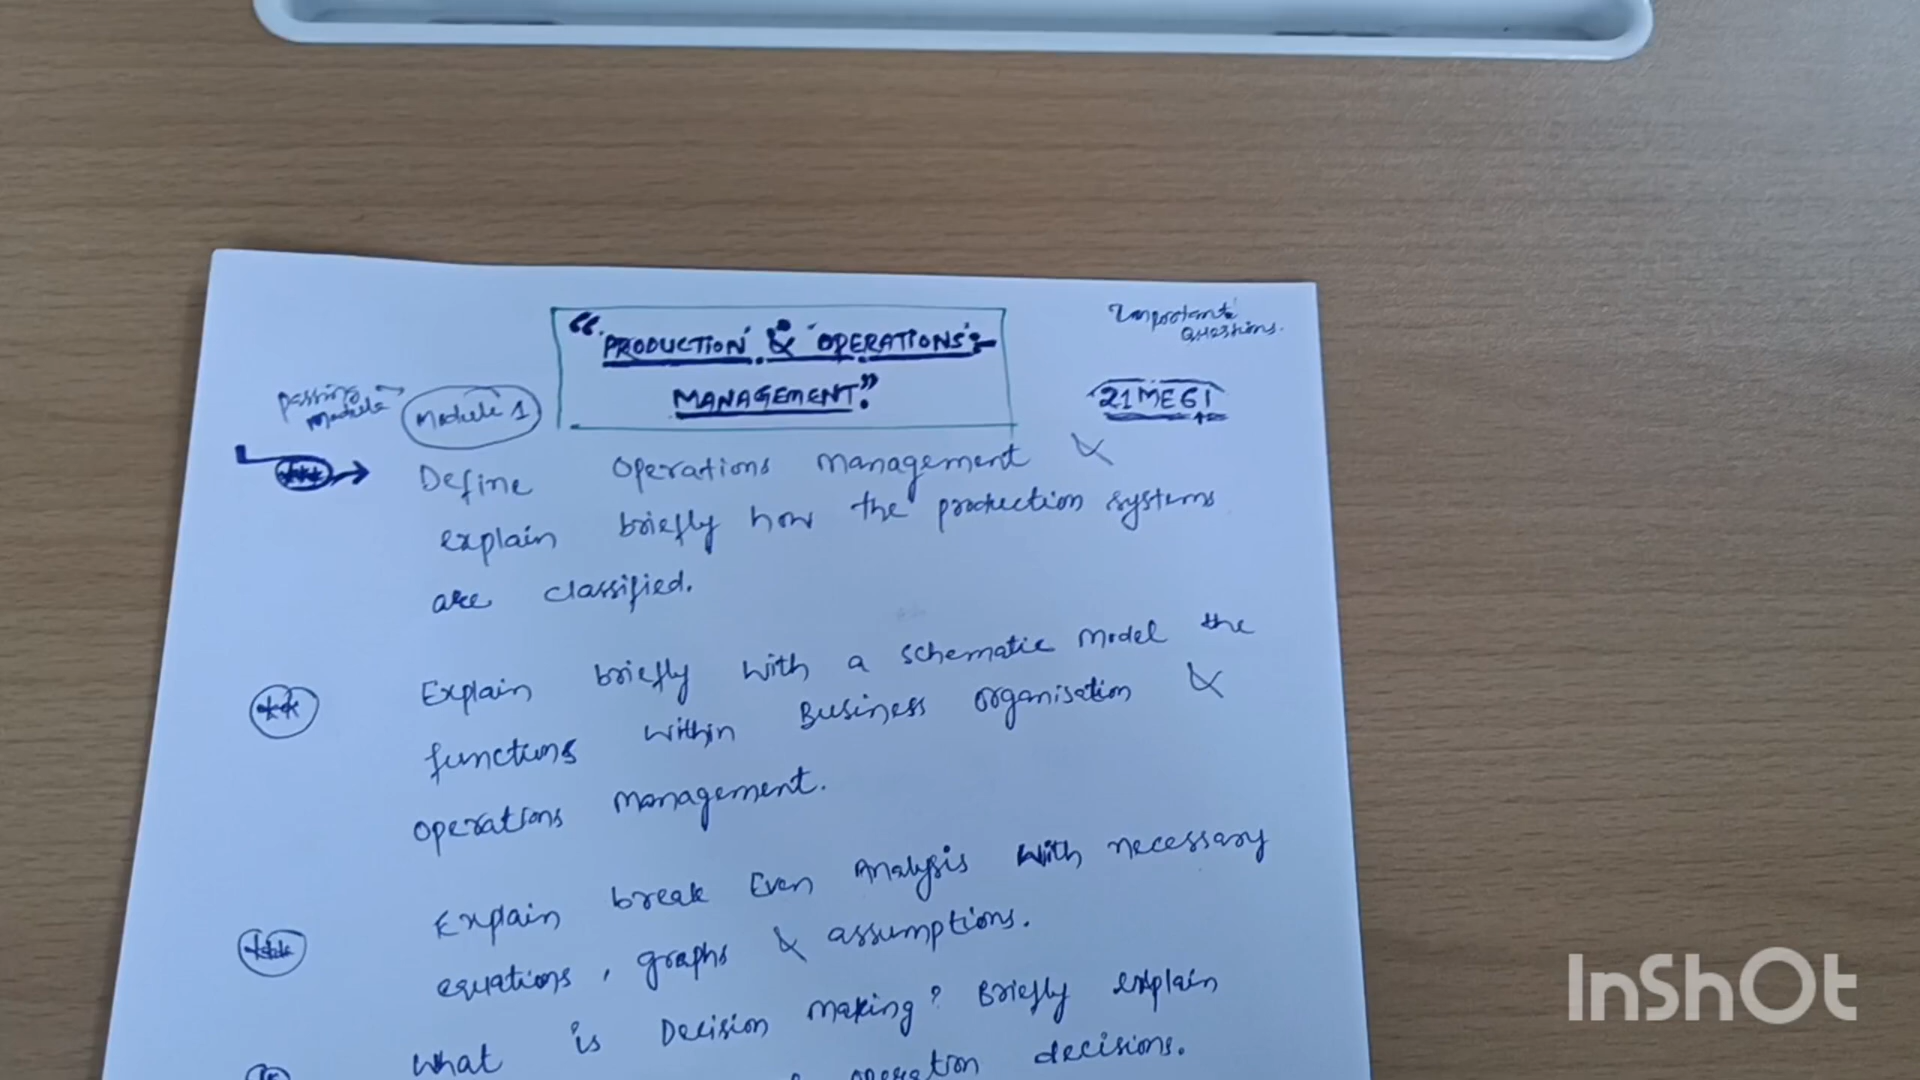 Important
Questions.
"PRODUCTION & OPERATIONS :-
MANAGEMENT."
21ME61
passing
module
Module 1
*** Define Operations Management &
explain briefly how the production systems
are classified.
** Explain briefly with a schematic model the
functions within Business organisation &
operations management.
*** Explain break Even Analysis with necessary
equations, graphs & assumptions.
What is Decision Making? Briefly explain
operation decisions.
InShOt